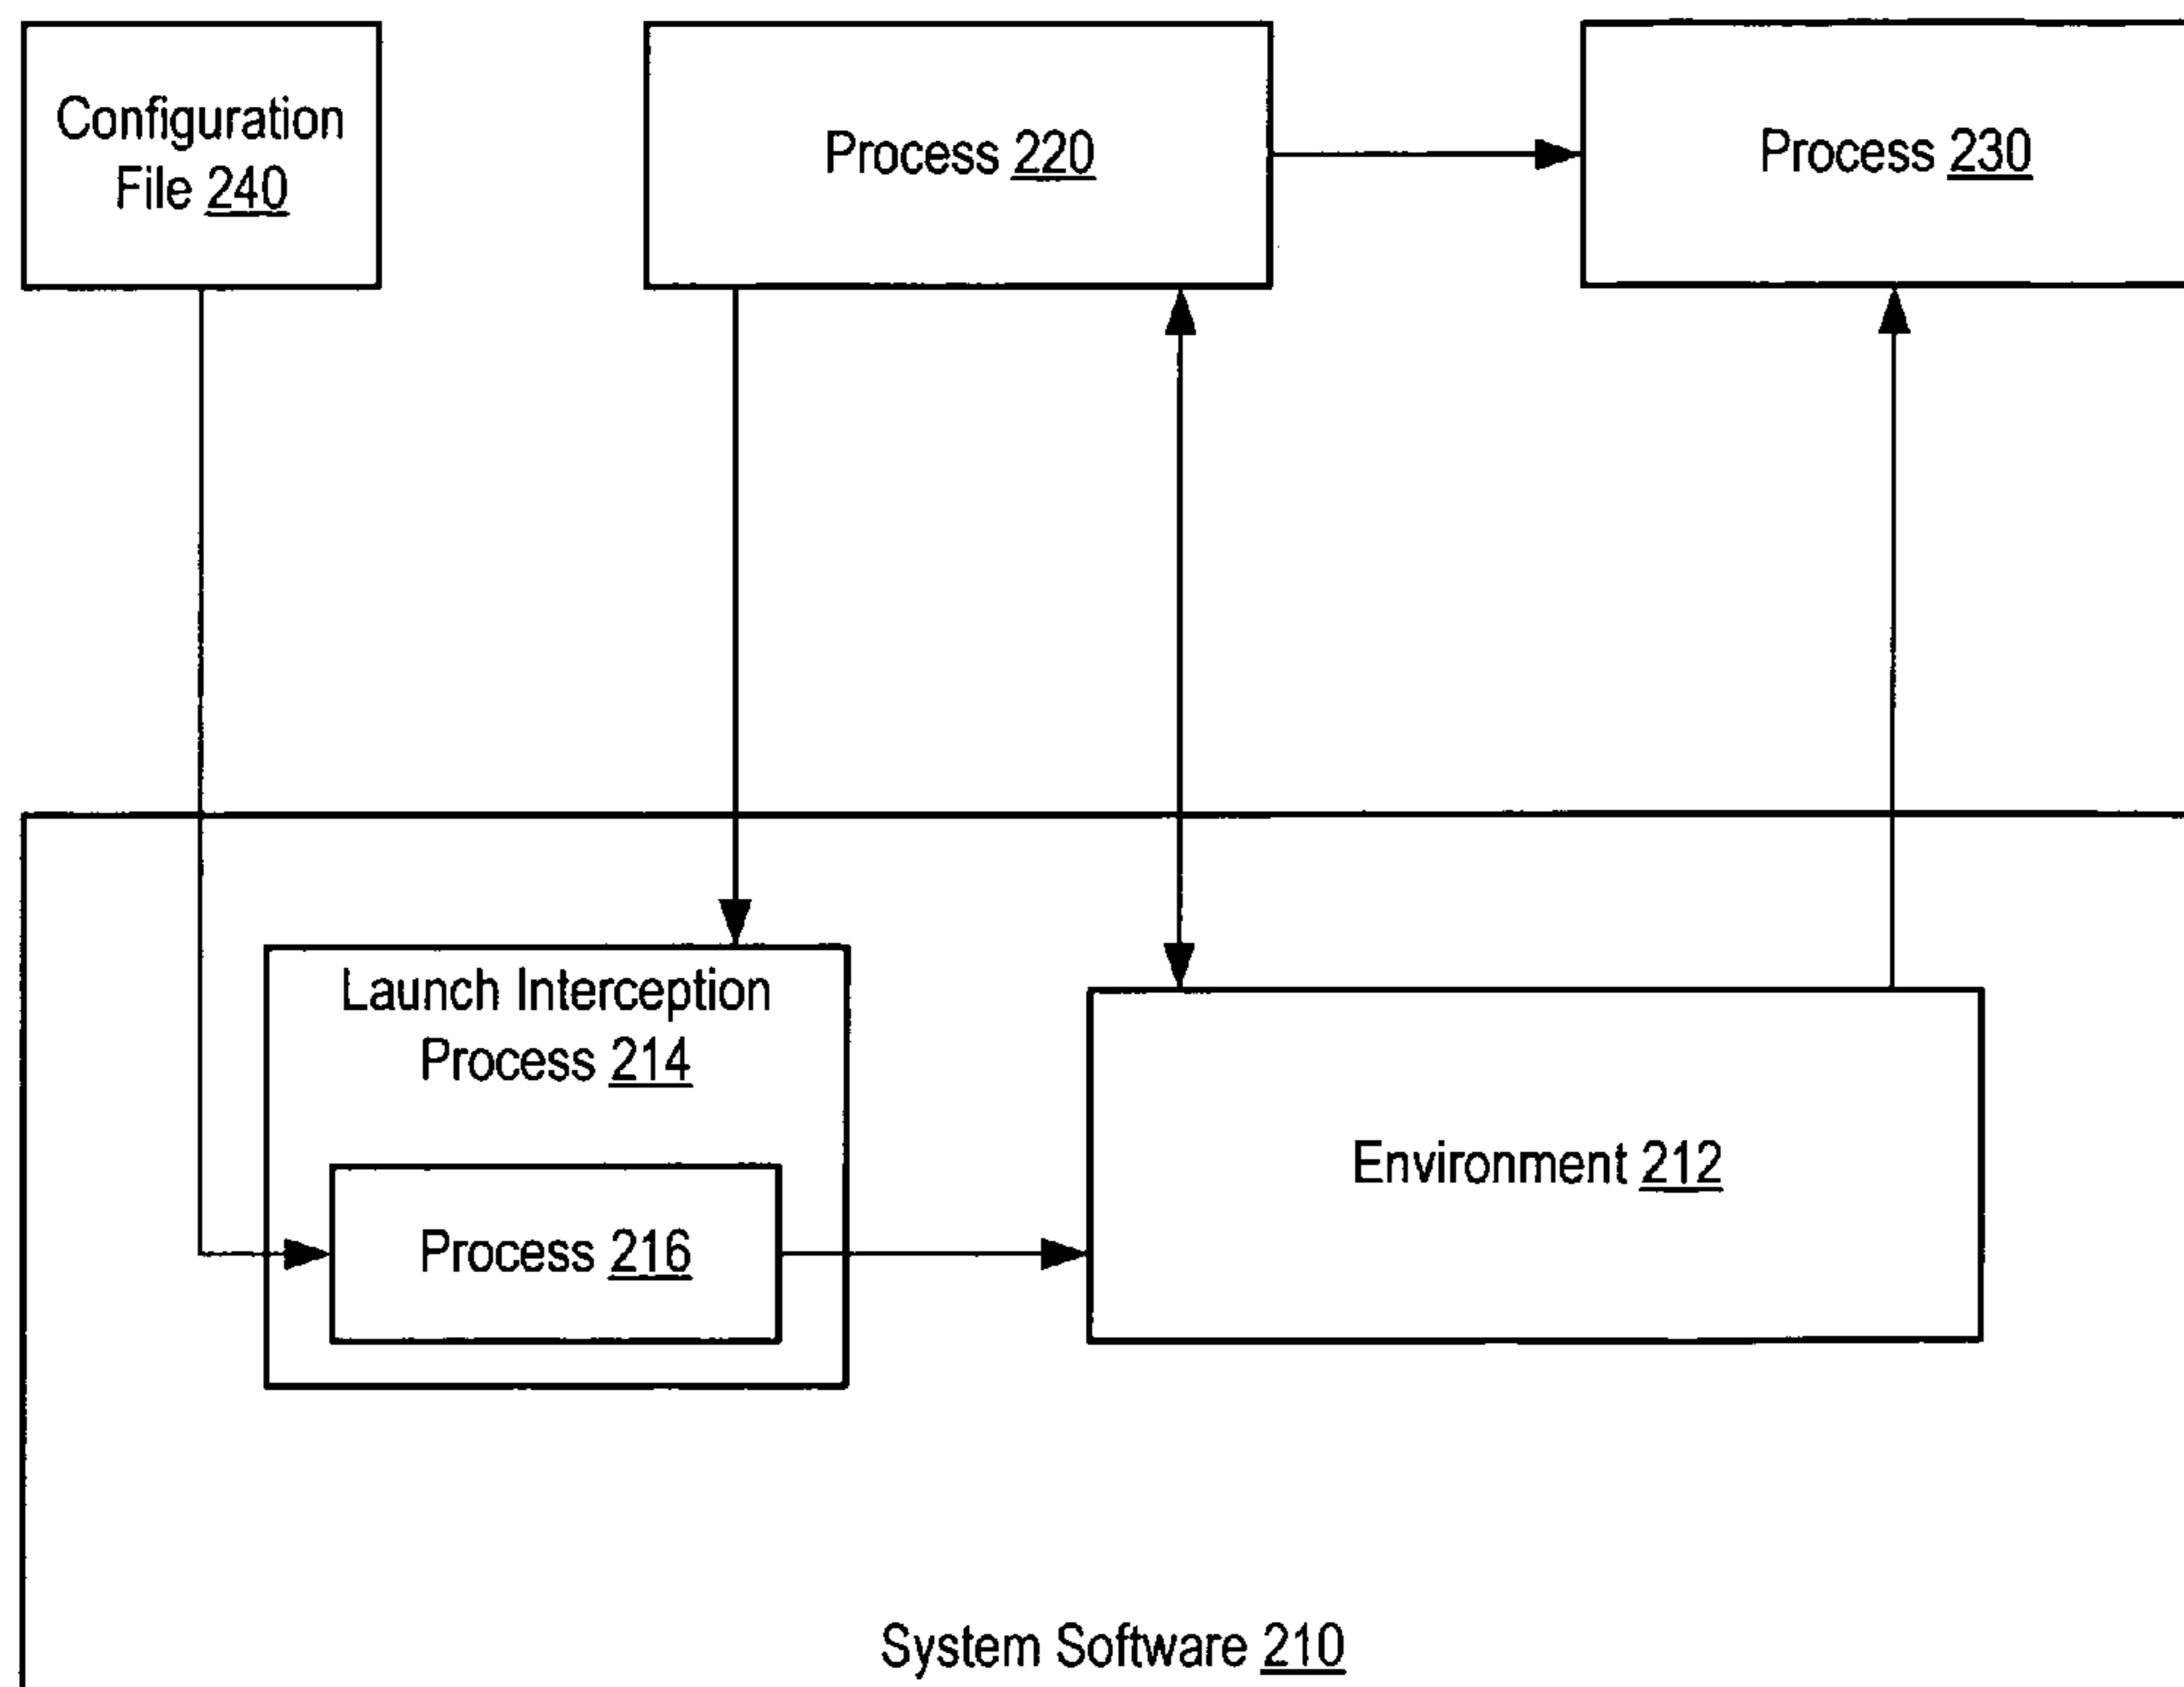 Configuration
File 240
Process 220
Process 230
Launch Interception
Process 214
Process 216
Environment 212
System Software 210